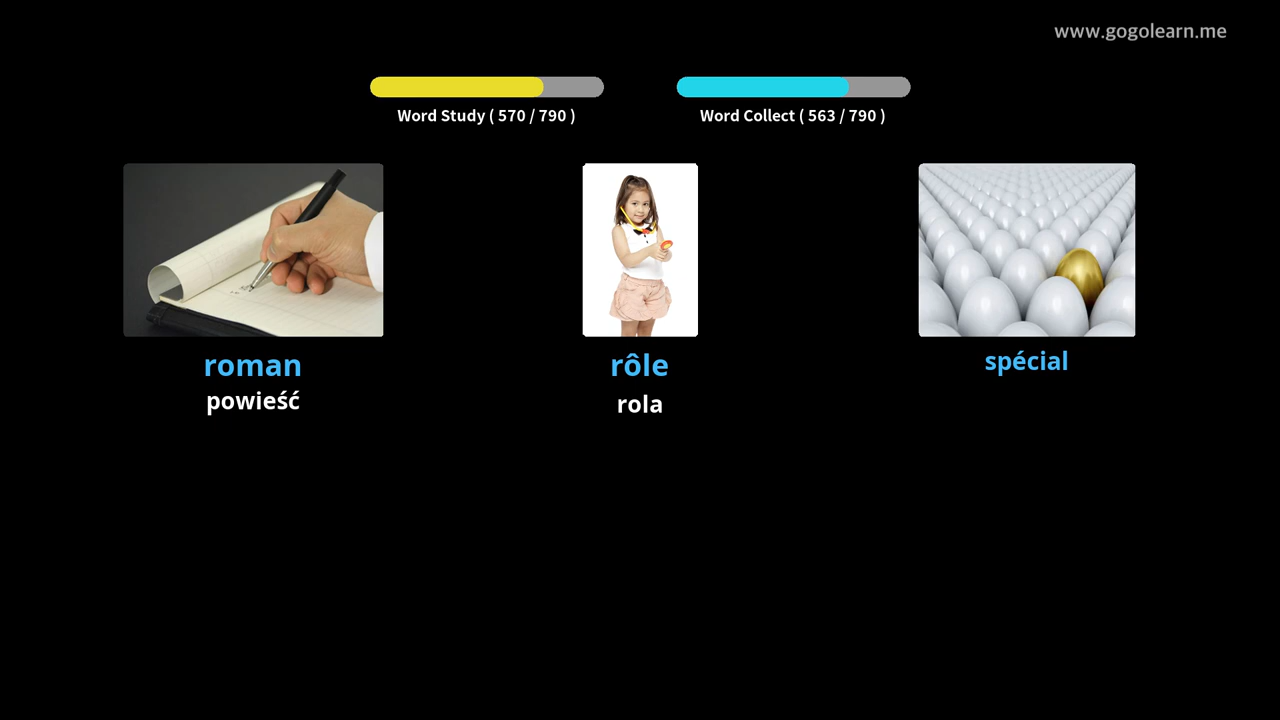 www.gogolearn.me
Word Study ( 570 / 790 )
Word Collect ( 563 / 790 )
roman
powieść
rôle
rola
spécial